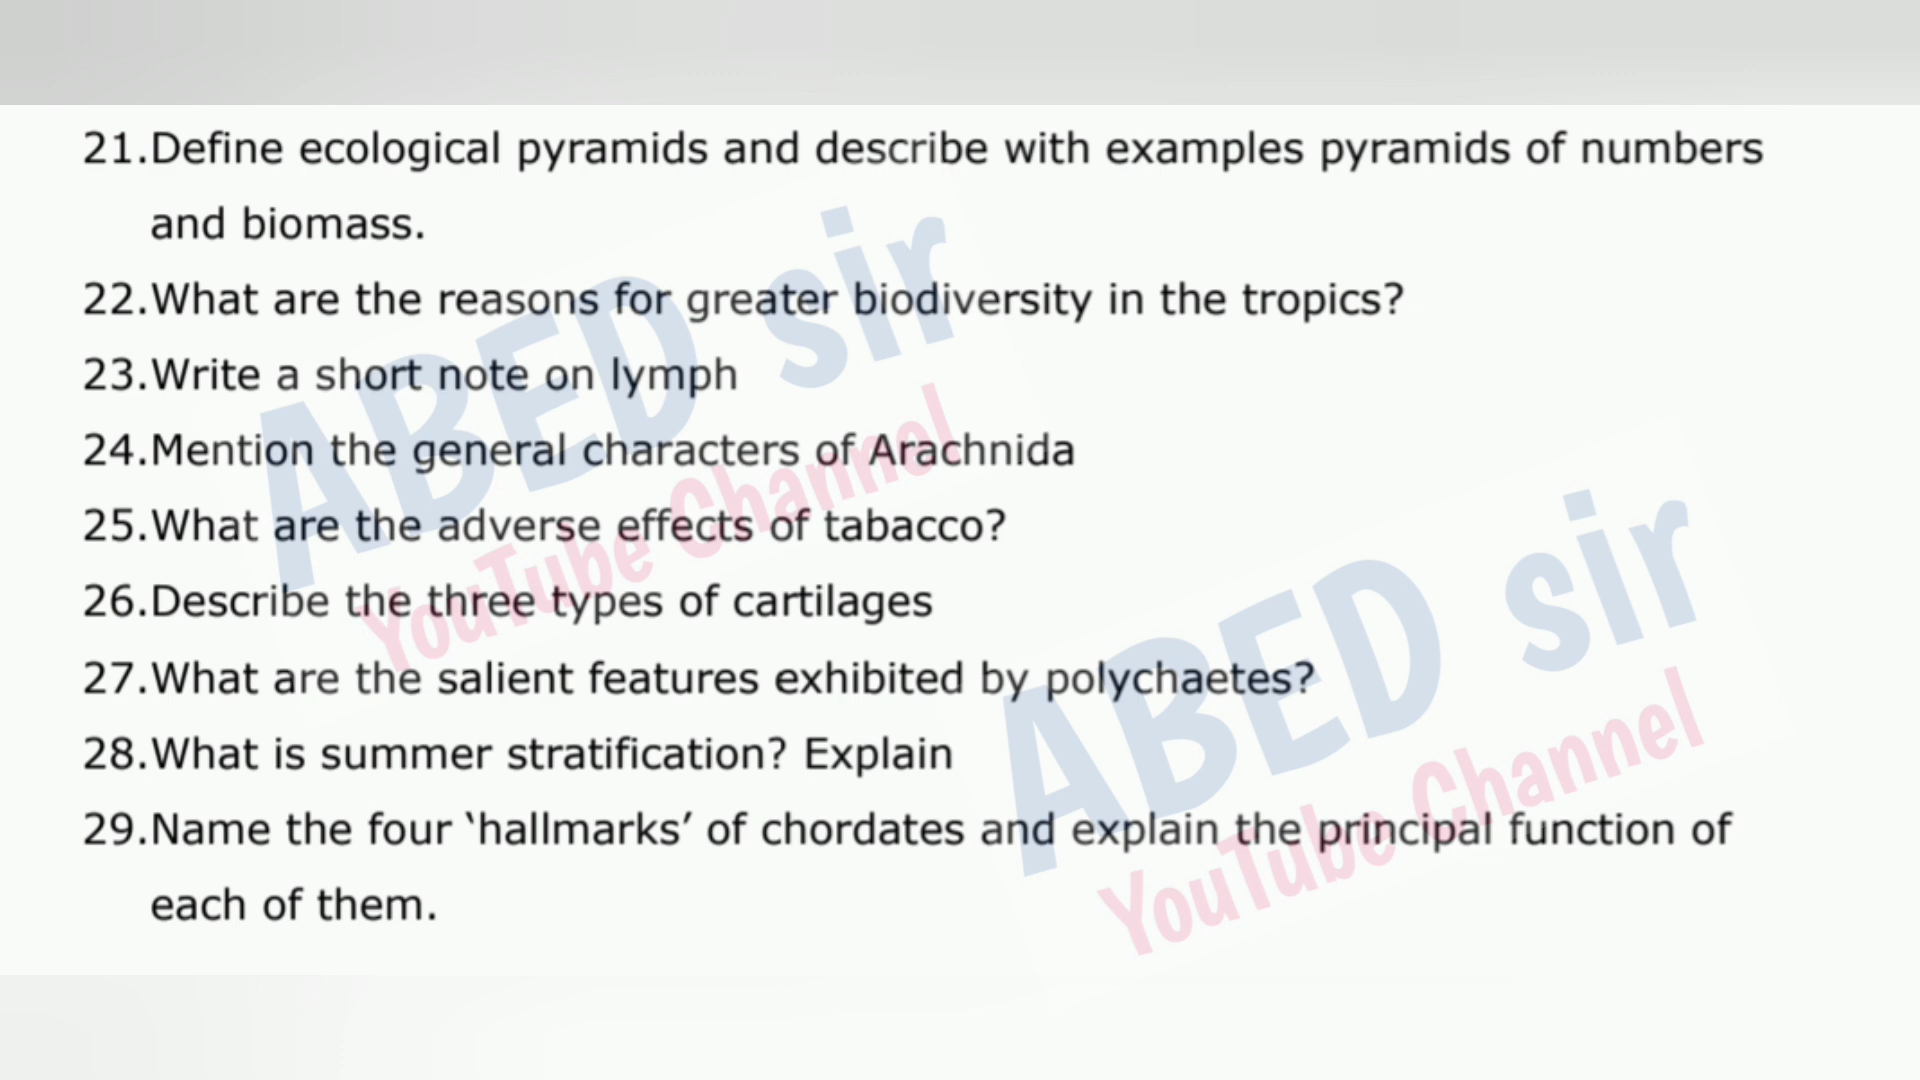 21.Define ecological pyramids and describe with examples pyramids of numbers
and biomass.
22.What are the reasons for greater biodiversity in the tropics?
23.Write a short note on lymph
24.Mention the general characters of Arachnida
25.What are the adverse effects of tabacco?
26.Describe the three types of cartilages
27.What are the salient features exhibited by polychaetes?
28.What is summer stratification? Explain
29.Name the four ‘hallmarks’ of chordates and explain the principal function of
each of them.
ABED sir
YouTube Channel
ABED sir
YouTube Channel